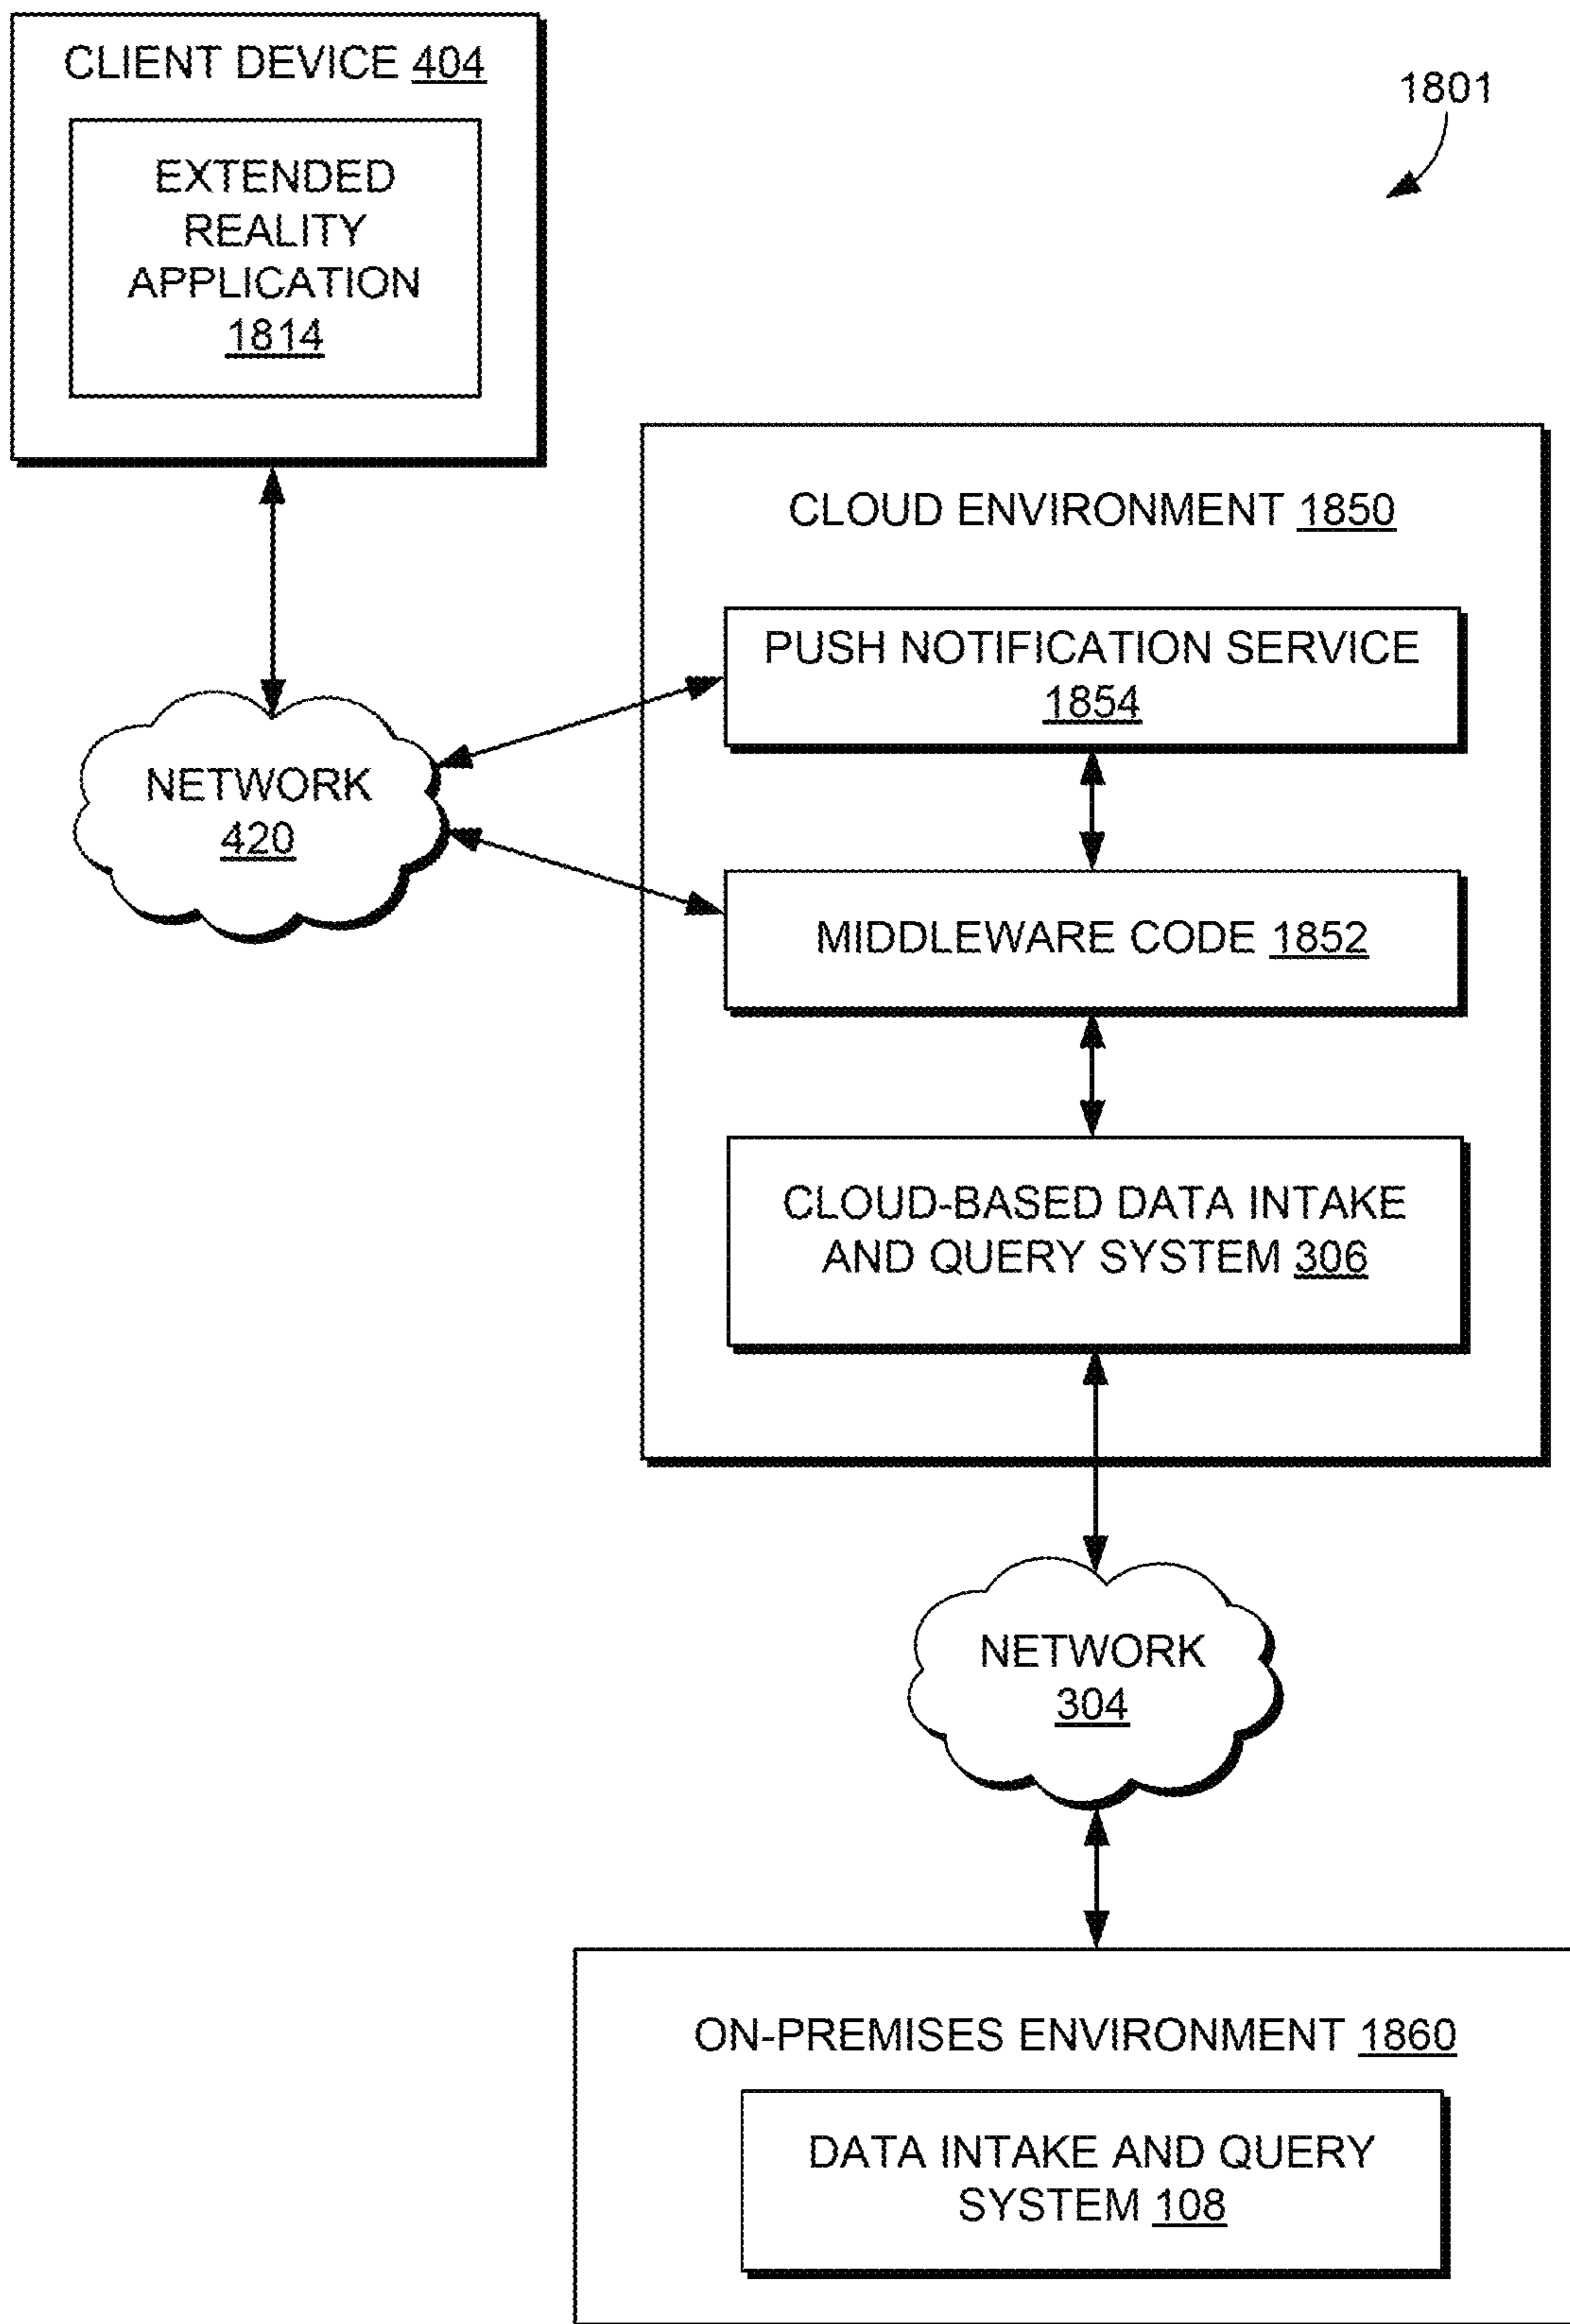 CLIENT DEVICE 404
EXTENDED
REALITY
APPLICATION
1814
1801
CLOUD ENVIRONMENT 1850
PUSH NOTIFICATION SERVICE
1854
NETWORK
420
MIDDLEWARE CODE 1852
CLOUD-BASED DATA INTAKE
AND QUERY SYSTEM 306
NETWORK
304
ON-PREMISES ENVIRONMENT 1860
DATA INTAKE AND QUERY
SYSTEM 108